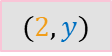 (2, y)